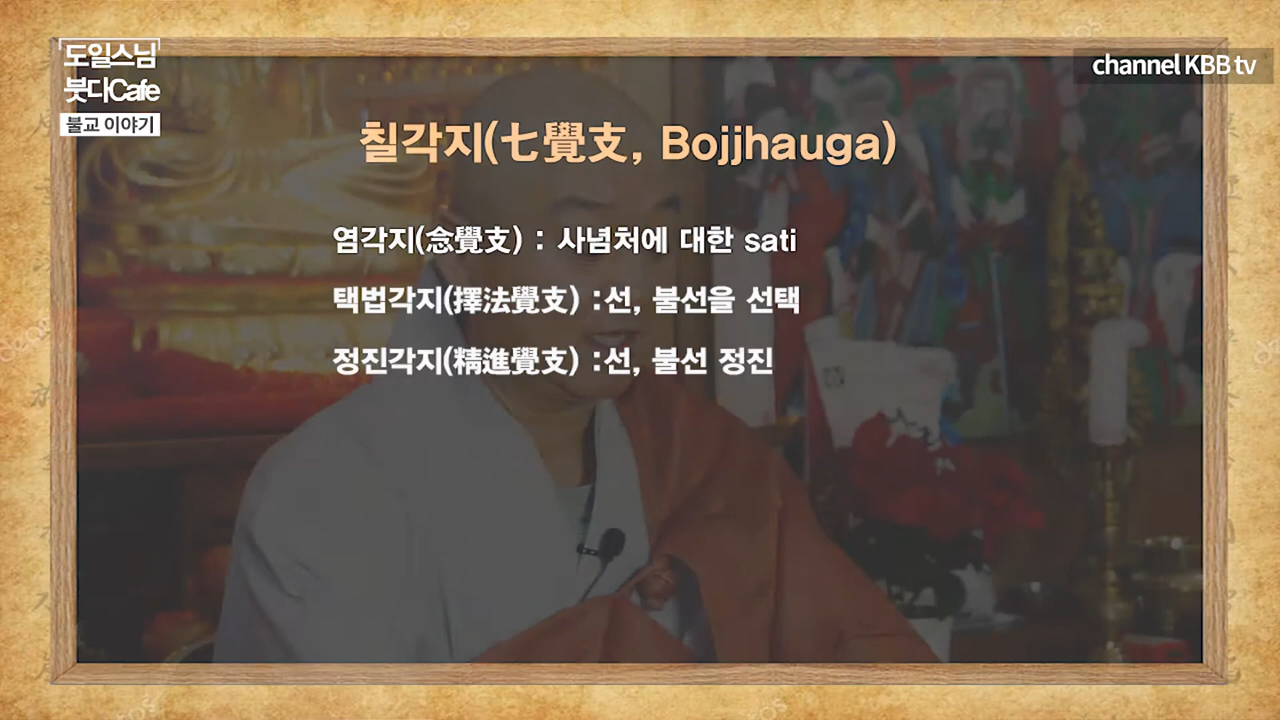 도일스님
붓다Cafe
불교 이야기
channel KBB tv
칠각지(七覺支, Bojjhauga)
염각지(念覺支) : 사념처에 대한 sati
택법각지(擇法覺支) :선, 불선을 선택
정진각지(精進覺支) :선, 불선 정진